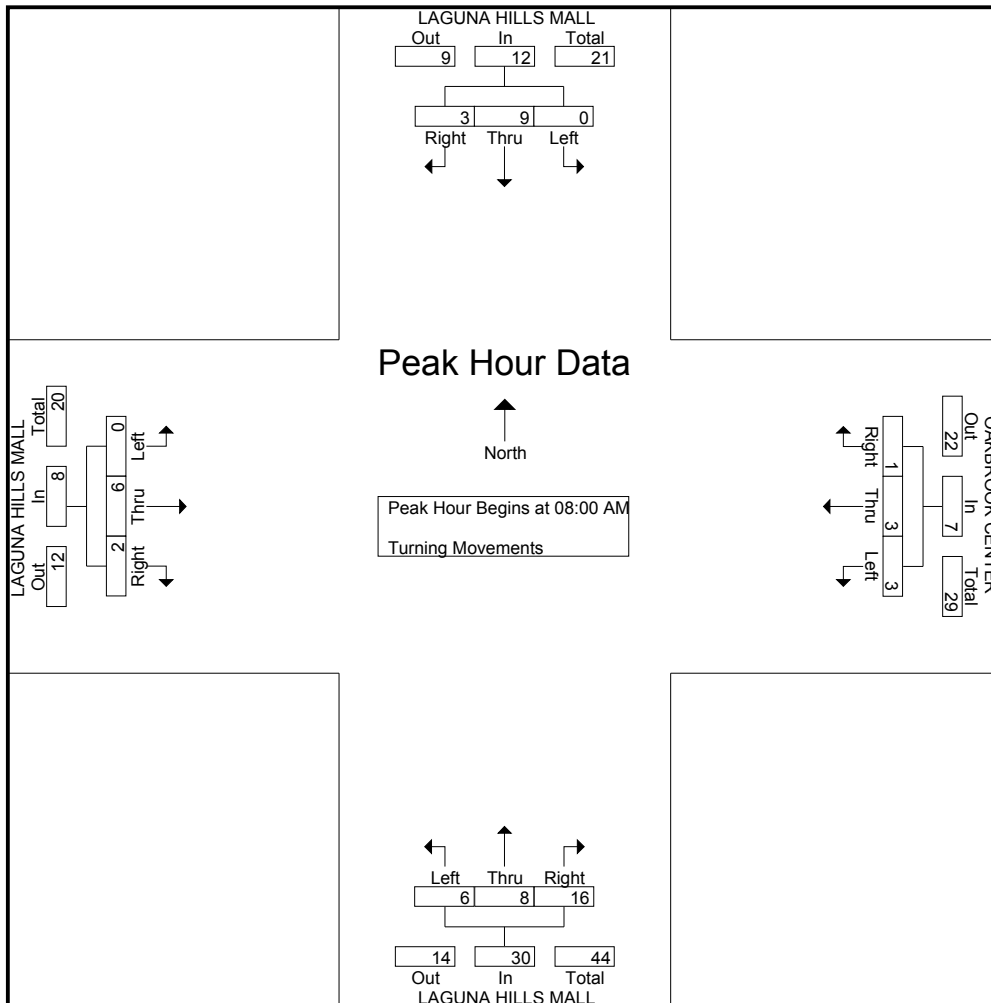 LAGUNA HILLS MALL
Out In Total
9 12 21
3 9 0
Right Thru Left
Peak Hour Data
North
Peak Hour Begins at 08:00 AM
Turning Movements
LAGUNA HILLS MALL
Total In Out
20 8 12
0 6 2
Left Thru Right
Right Thru Left
1 3 3
Out In Total
22 7 29
OAKBROOK CENTER
Left Thru Right
6 8 16
14 30 44
Out In Total
LAGUNA HILLS MALL